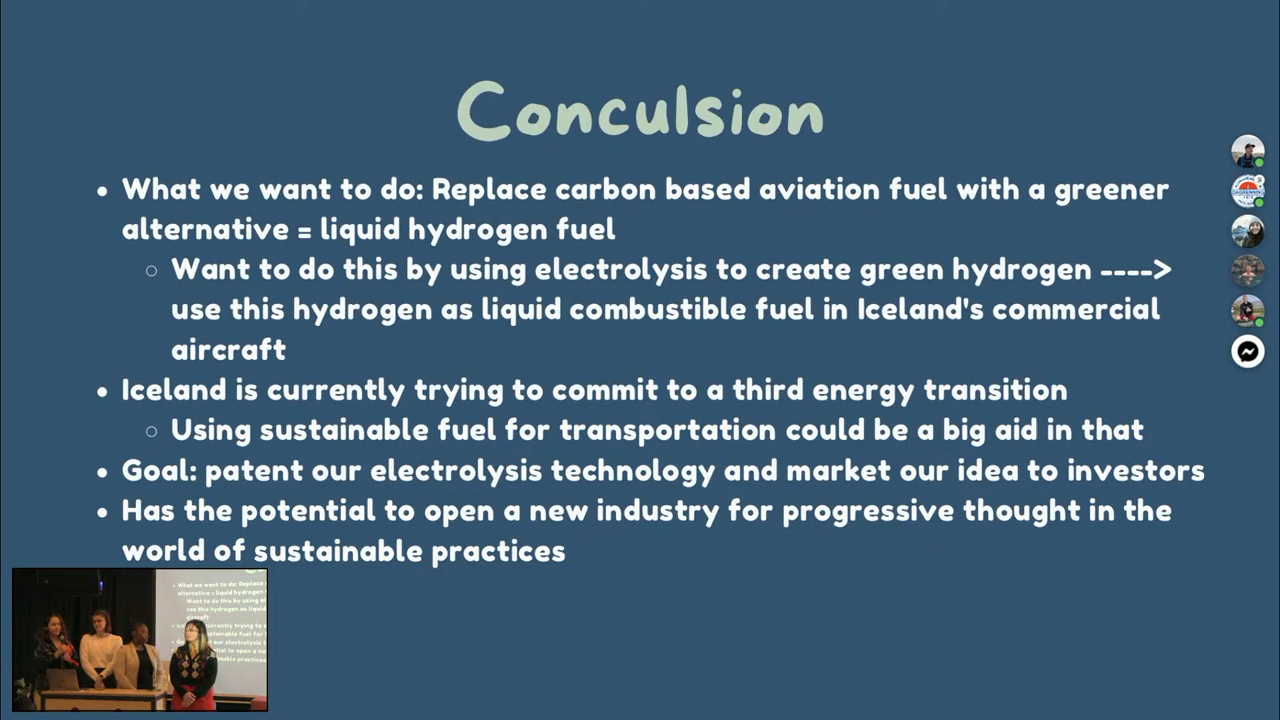 Conculsion
• What we want to do: Replace carbon based aviation fuel with a greener
alternative = liquid hydrogen fuel
○ Want to do this by using electrolysis to create green hydrogen ---->
use this hydrogen as liquid combustible fuel in Iceland's commercial
aircraft
• Iceland is currently trying to commit to a third energy transition
○ Using sustainable fuel for transportation could be a big aid in that
• Goal: patent our electrolysis technology and market our idea to investors
• Has the potential to open a new industry for progressive thought in the
world of sustainable practices